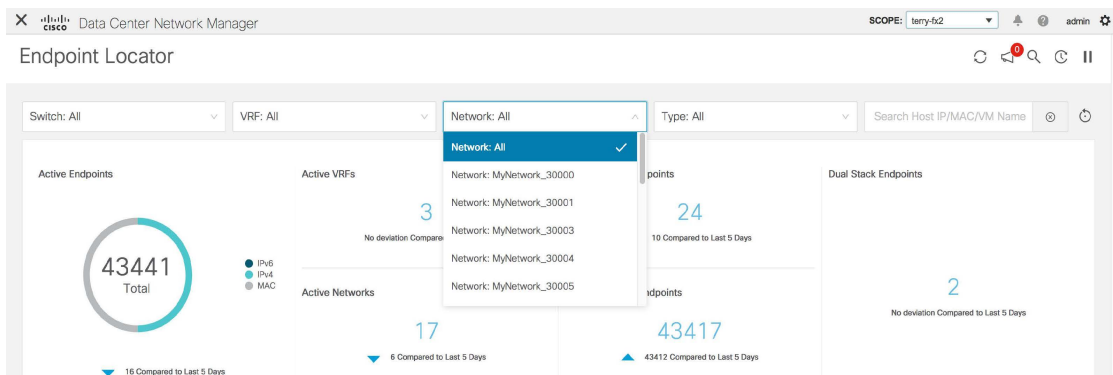 cisco Data Center Network Manager
SCOPE: terry-fx2 admin
Endpoint Locator
0
Switch: All
VRF: All
Network: All
Type: All
Search Host IP/MAC/VM Name
Network: All
Network: MyNetwork_30000
Network: MyNetwork_30001
Network: MyNetwork_30003
Network: MyNetwork_30004
Network: MyNetwork_30005
Active Endpoints
43441
Total
IPv6
IPv4
MAC
16 Compared to Last 5 Days
Active VRFs
3
No deviation Compare
Active Networks
17
6 Compared to Last 5 Days
points
24
10 Compared to Last 5 Days
ndpoints
43417
43412 Compared to Last 5 Days
Dual Stack Endpoints
2
No deviation Compared to Last 5 Days